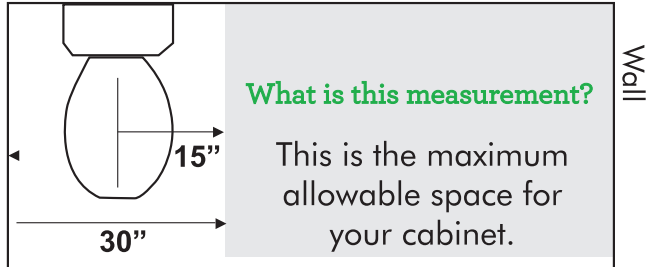 What is this measurement?
Wall
15”
This is the maximum
allowable space for
your cabinet.
30”